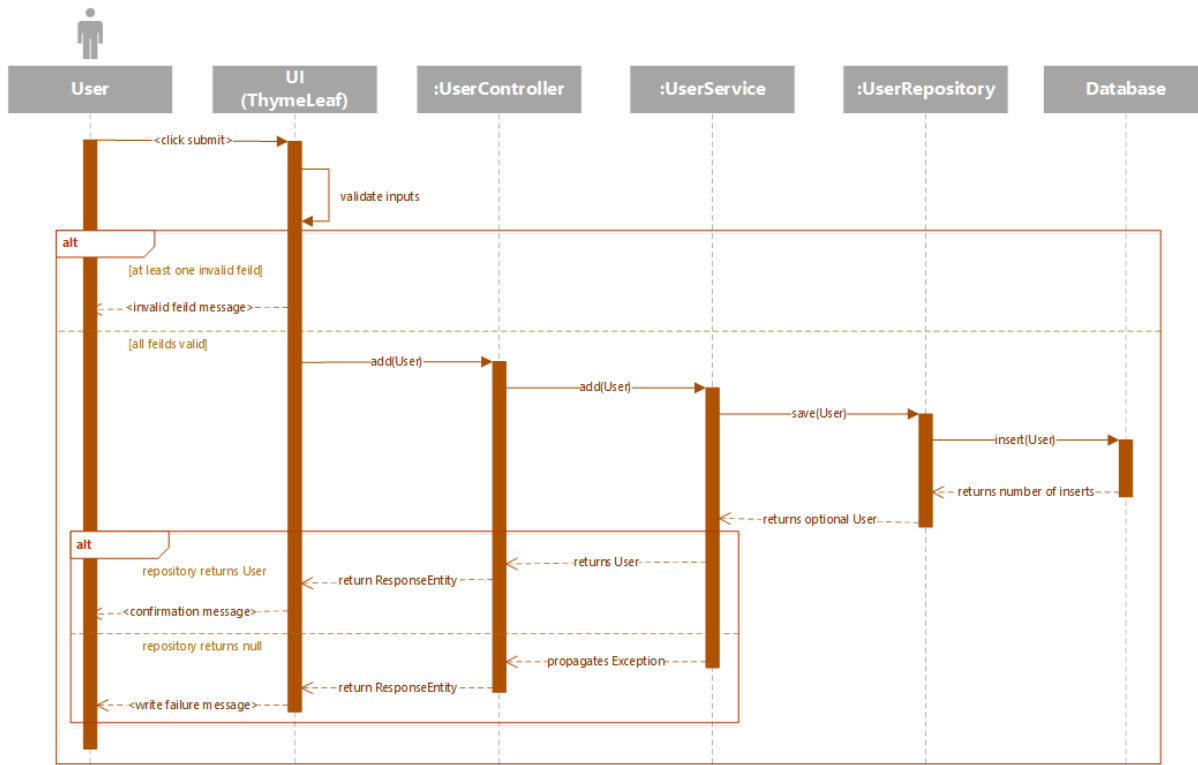 User
UI
(ThymeLeaf)
:UserController
:UserService
:UserRepository
Database
<click submit>
validate inputs
alt
[at least one invalid feild]
<invalid feild message>
[all feilds valid]
add(User)
add(User)
save(User)
insert(User)
returns number of inserts
returns optional User
alt
returns User
repository returns User
return ResponseEntity
<confirmation message>
repository returns null
propagates Exception
return ResponseEntity
<write failure message>